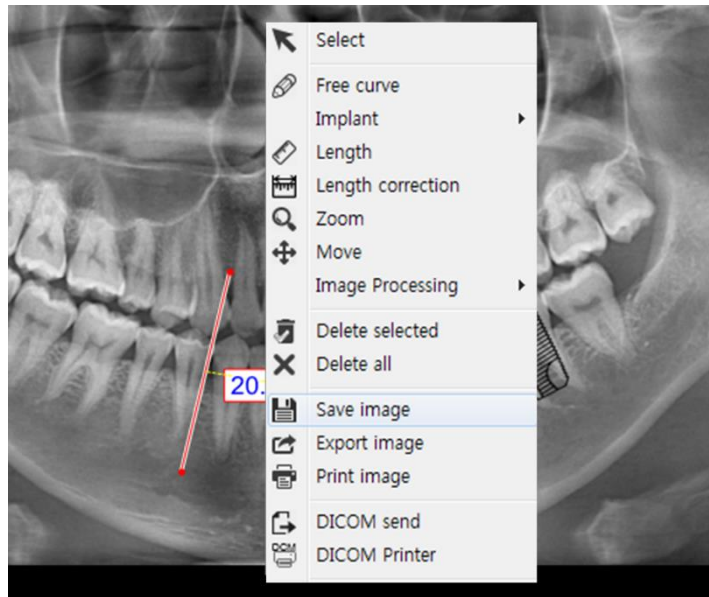 Select
Free curve
Implant
Length
Length correction
Zoom
Move
Image Processing
Delete selected
Delete all
20.
Save image
Export image
Print image
DICOM send
DCM
DICOM Printer